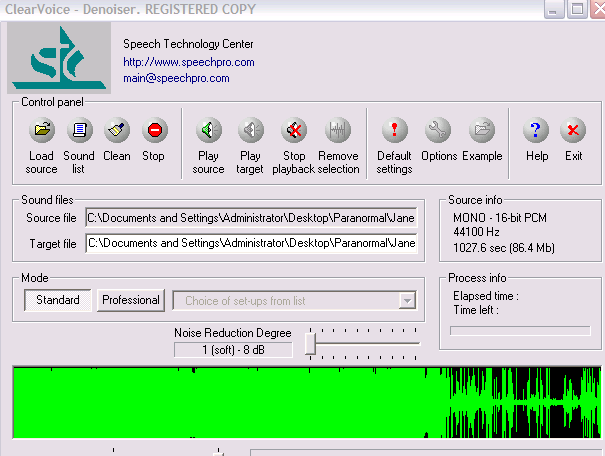 ClearVoice - Denoiser. REGISTERED COPY
Speech Technology Center
http://www.speechpro.com
main@speechpro.com
Control panel
Load source
Sound list
Clean
Stop
Play source
Play target
Stop playback
Remove selection
Default settings
Options
Example
Help
Exit
Sound files
Source file C:\Documents and Settings\Administrator\Desktop\Paranormal\Jane
Target file C:\Documents and Settings\Administrator\Desktop\Paranormal\Jane
Source info
MONO - 16-bit PCM
44100 Hz
1027.6 sec (86.4 Mb)
Mode
Standard Professional Choice of set-ups from list
Process info
Elapsed time :
Time left :
Noise Reduction Degree
1 (soft) - 8 dB